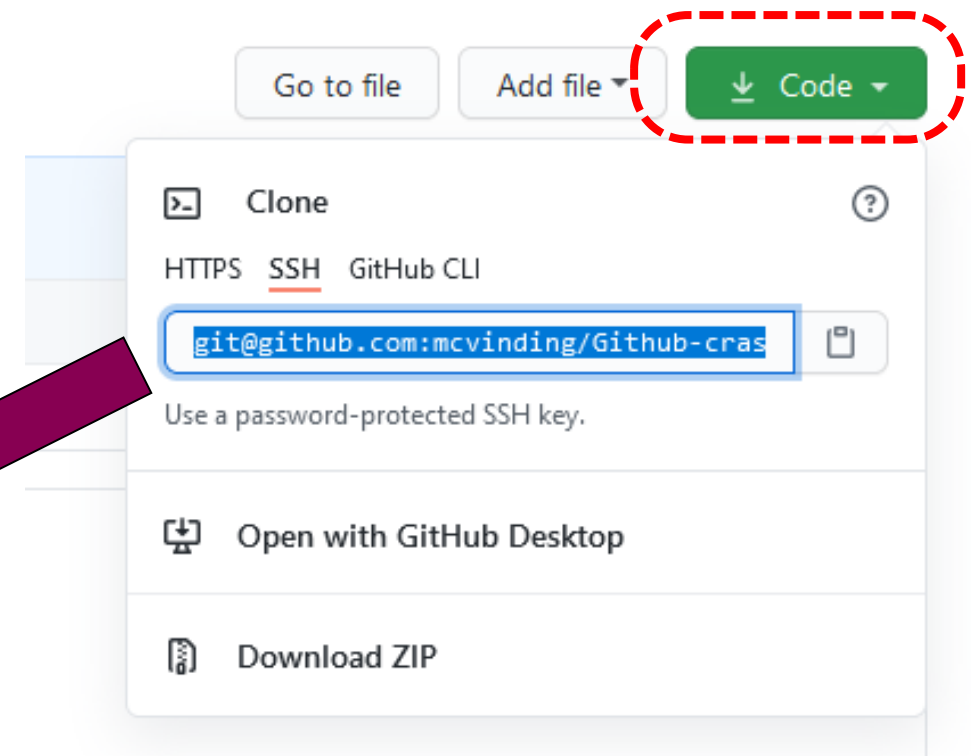 Go to file Add file Code
Clone
HTTPS SSH GitHub CLI
git@github.com:mcvinding/Github-cras
Use a password-protected SSH key.
Open with GitHub Desktop
Download ZIP